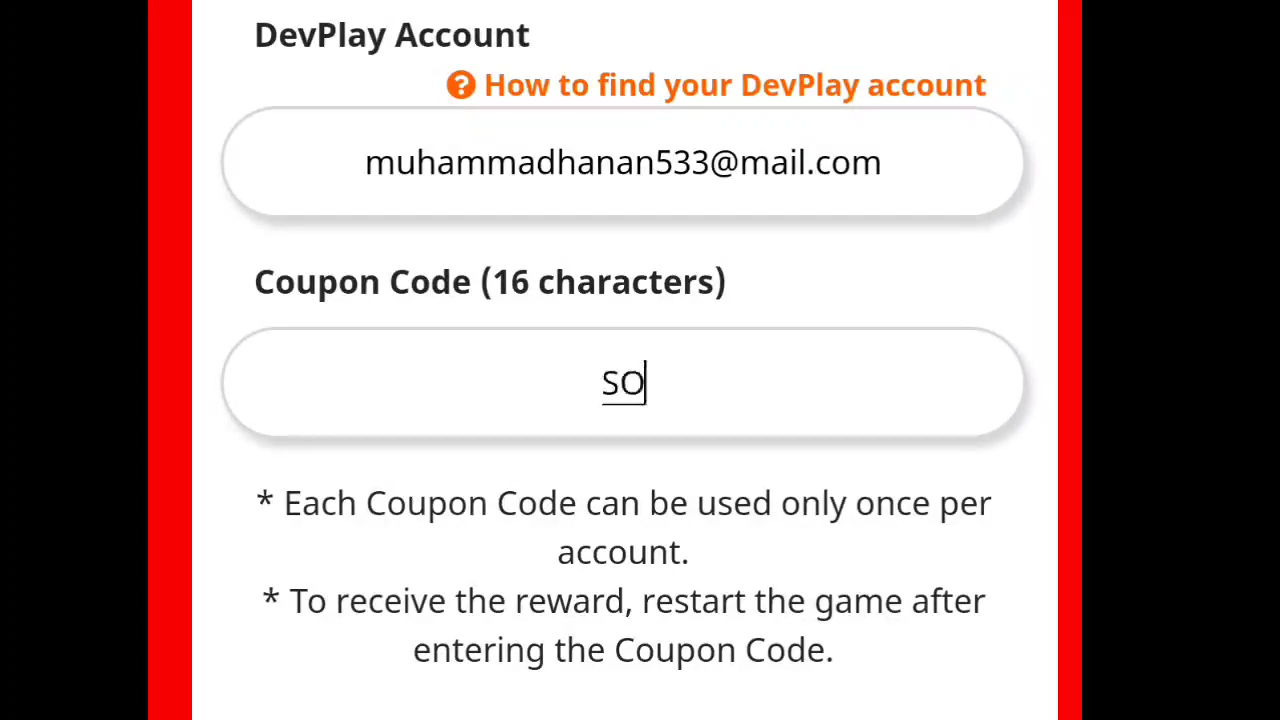 DevPlay Account
How to find your DevPlay account
muhammadhanan533@mail.com
Coupon Code (16 characters)
SO
* Each Coupon Code can be used only once per
account.
* To receive the reward, restart the game after
entering the Coupon Code.